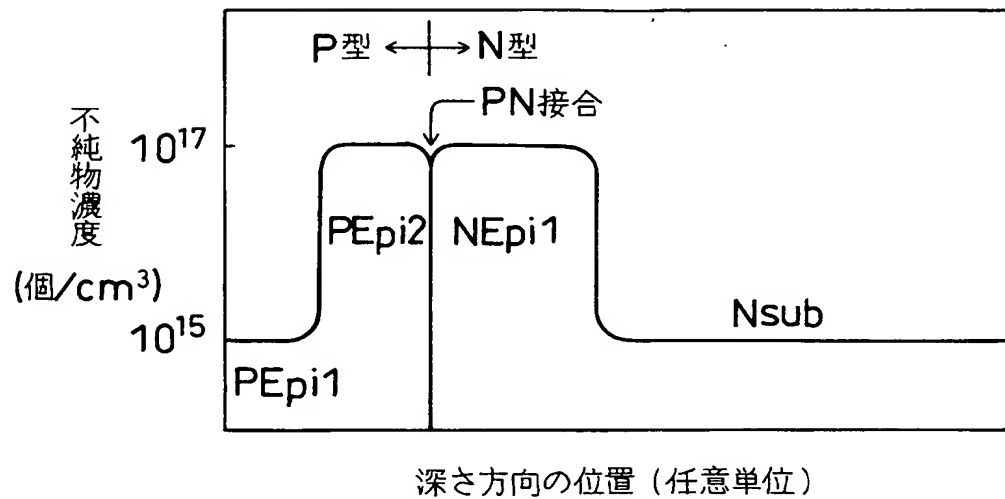 P型 ←→ N型
PN接合
不純物濃度
(個/cm³)
10¹⁷
10¹⁵
PEpi2
NEpi1
Nsub
PEpi1
深さ方向の位置 (任意単位)